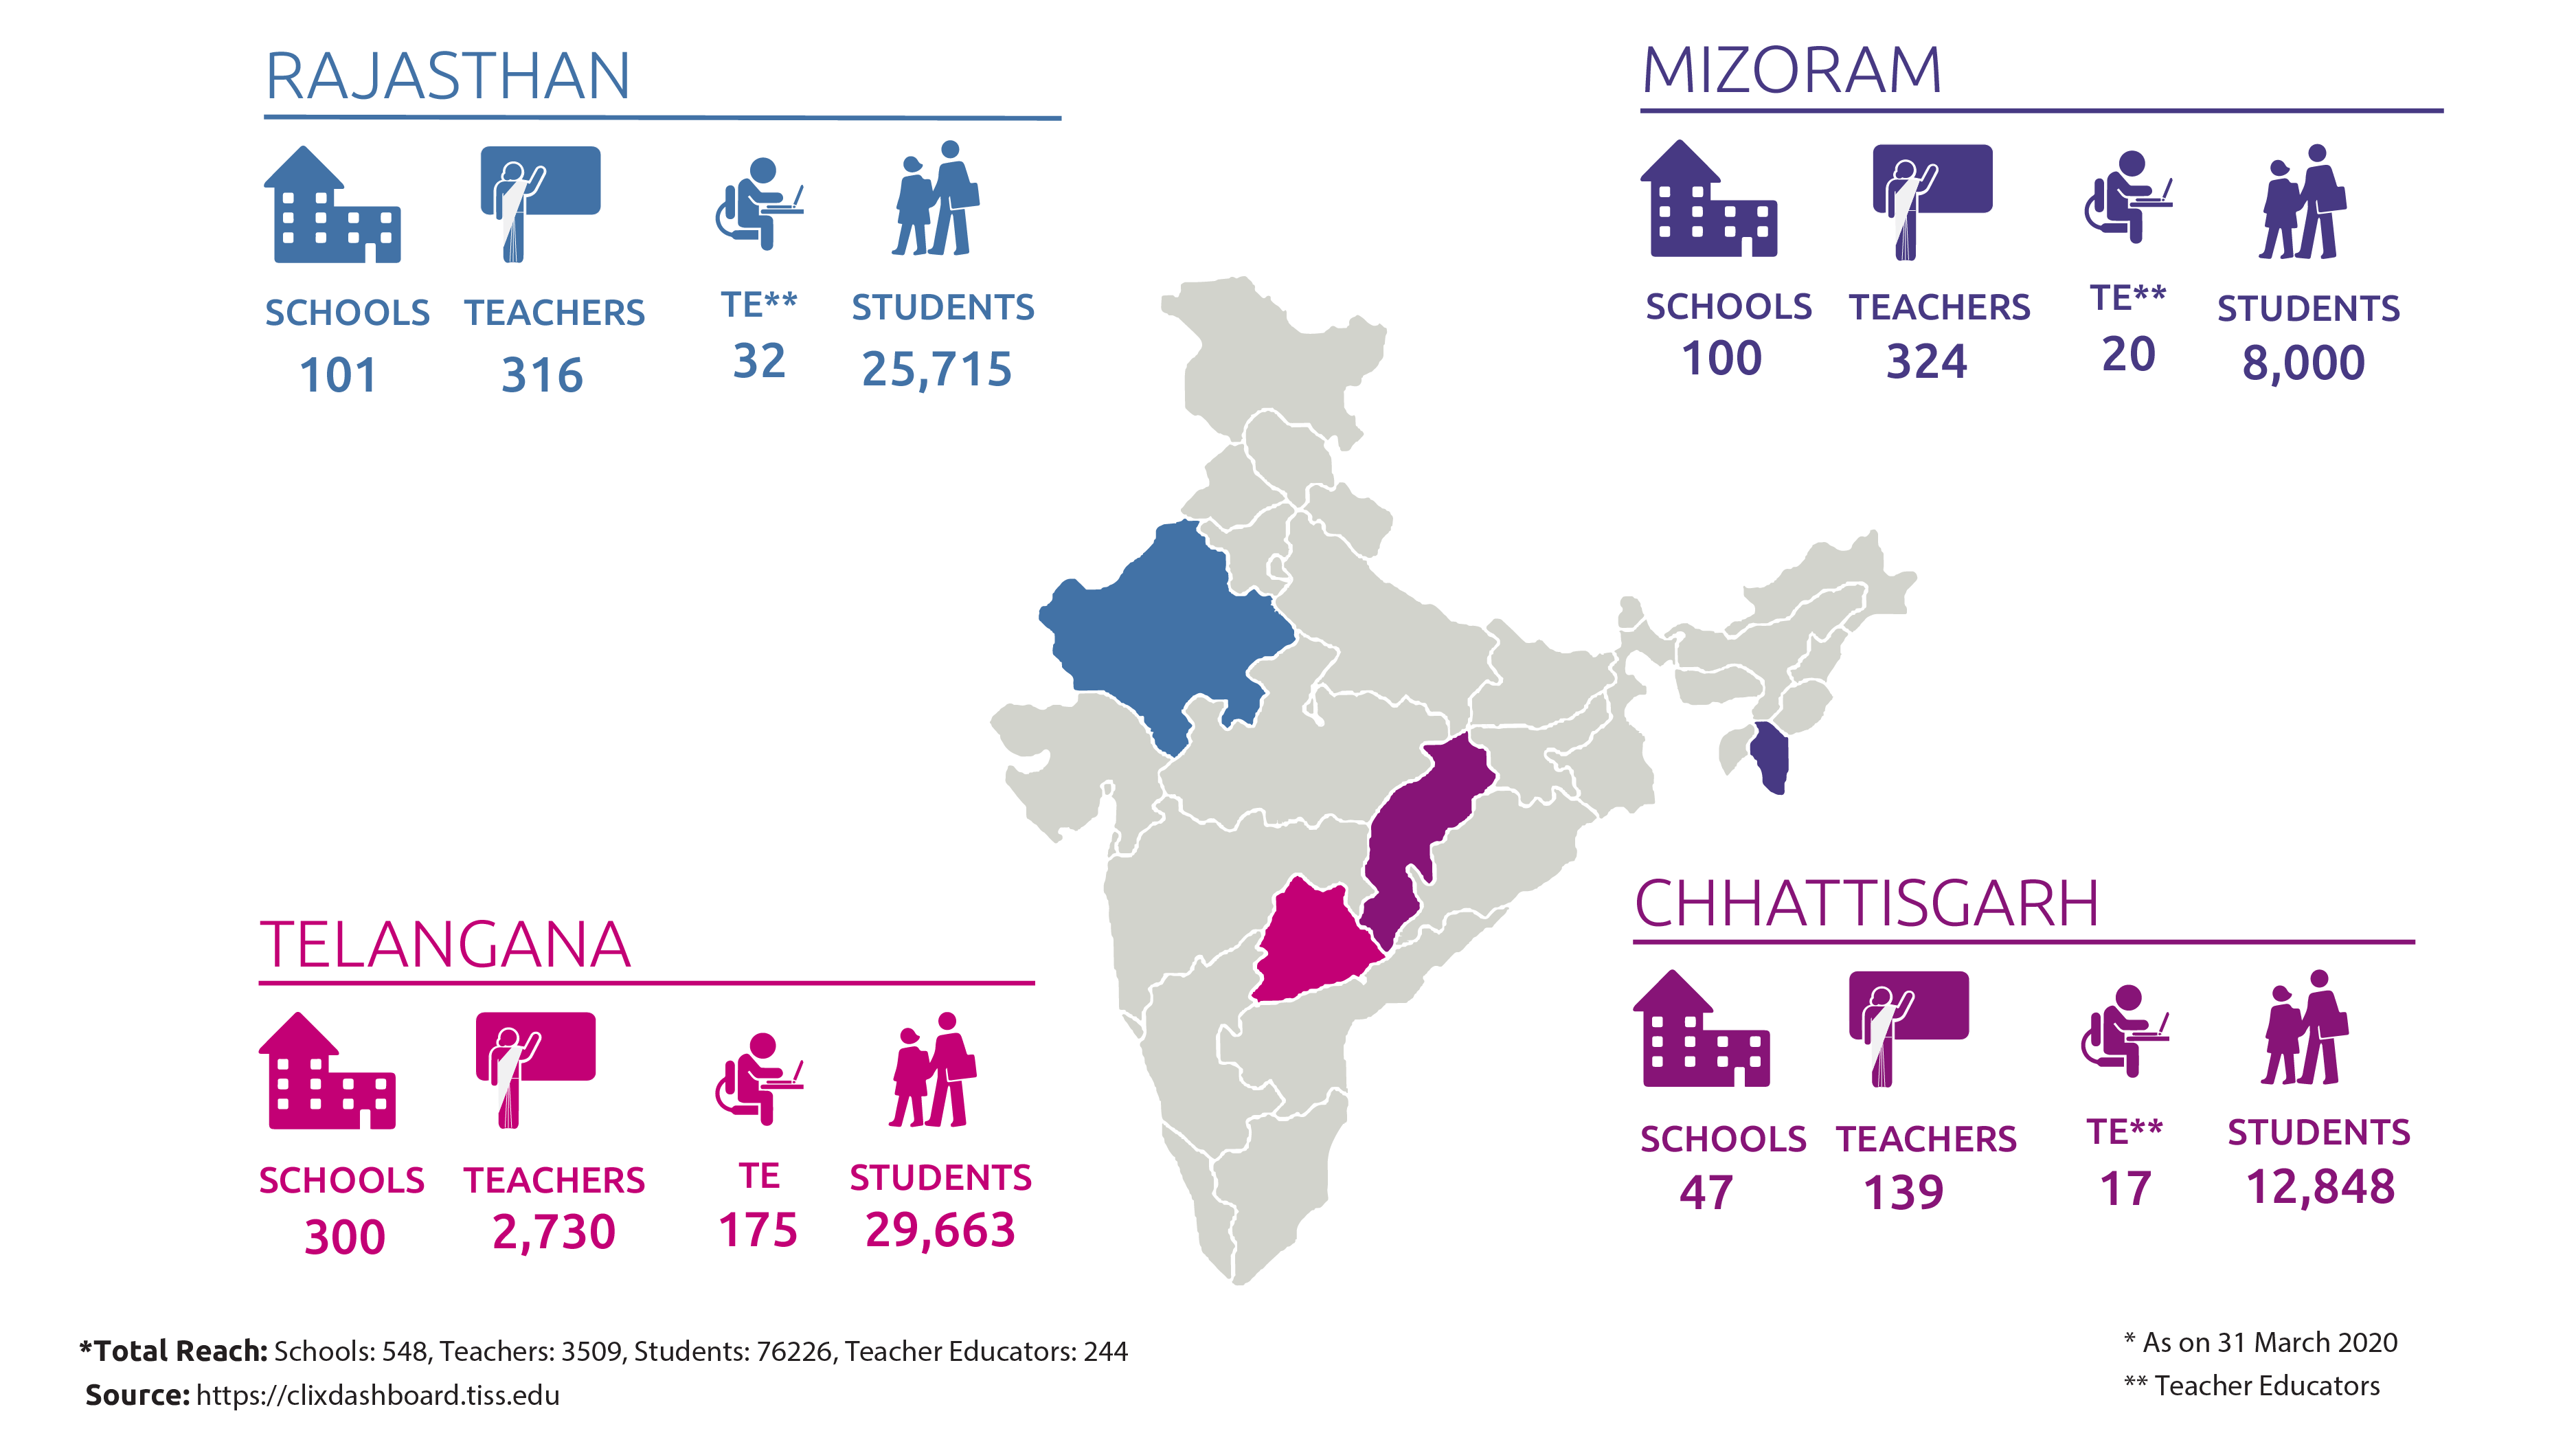 RAJASTHAN
SCHOOLS TEACHERS TE** STUDENTS
101 316 32 25,715
MIZORAM
SCHOOLS TEACHERS TE** STUDENTS
100 324 20 8,000
TELANGANA
SCHOOLS TEACHERS TE STUDENTS
300 2,730 175 29,663
CHHATTISGARH
SCHOOLS TEACHERS TE** STUDENTS
47 139 17 12,848
*Total Reach: Schools: 548, Teachers: 3509, Students: 76226, Teacher Educators: 244
Source: https://clixdashboard.tiss.edu
* As on 31 March 2020
** Teacher Educators